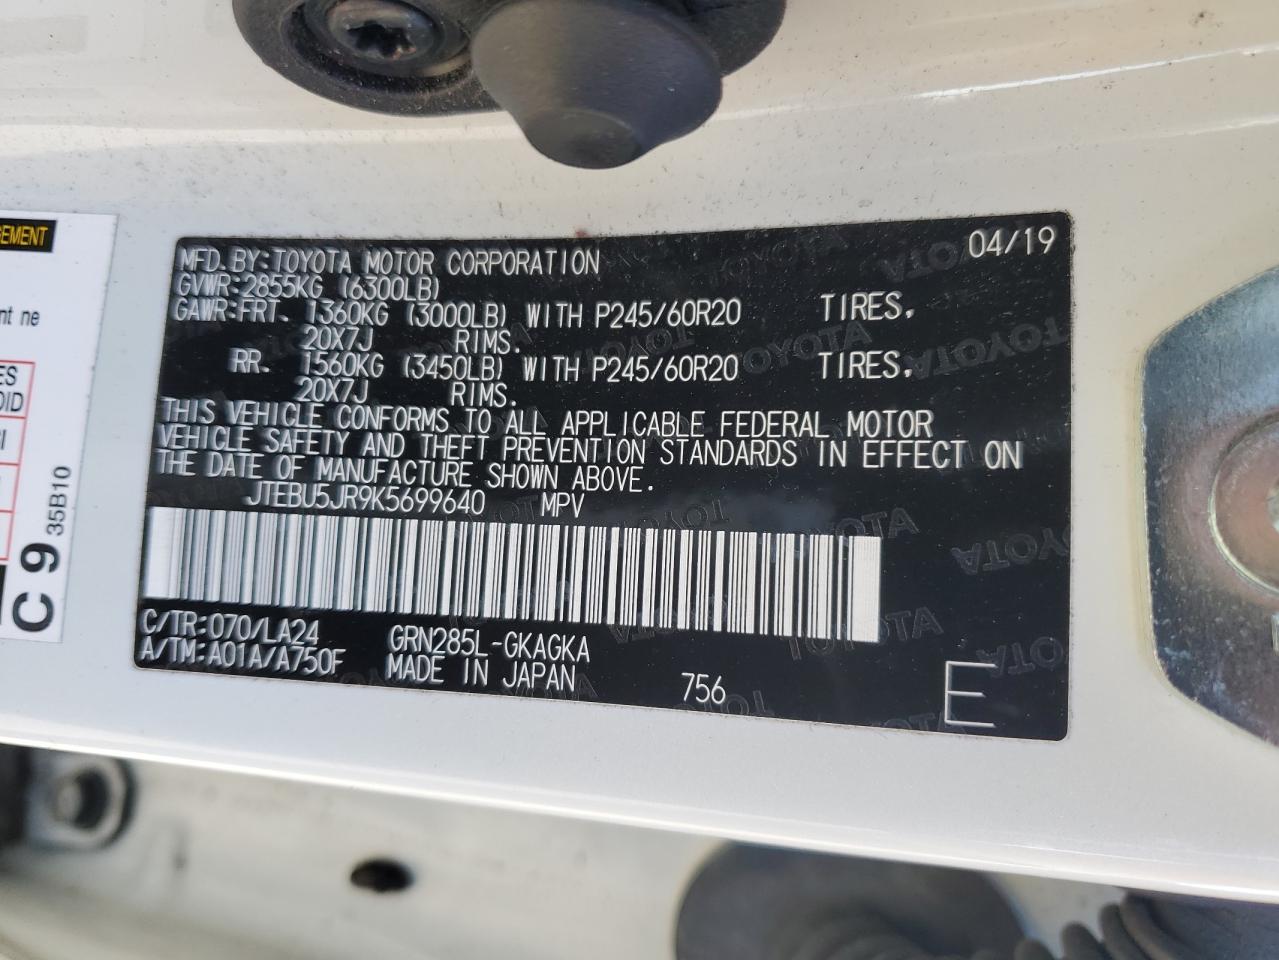 04/19
MFD. BY: TOYOTA MOTOR CORPORATION
GVWR: 2855KG (6300LB)
GAWR: FRT. 1360KG (3000LB) WITH P245/60R20 TIRES,
20X7J RIMS.
RR. 1560KG (3450LB) WITH P245/60R20 TIRES,
20X7J RIMS.
THIS VEHICLE CONFORMS TO ALL APPLICABLE FEDERAL MOTOR
VEHICLE SAFETY AND THEFT PREVENTION STANDARDS IN EFFECT ON
THE DATE OF MANUFACTURE SHOWN ABOVE.
JTEBU5JR9K5699640 MPV
C/TR: 070/LA24 GRN285L-GKAGKA
A/TM: A01A/A750F MADE IN JAPAN 756 E
C 9 35B10